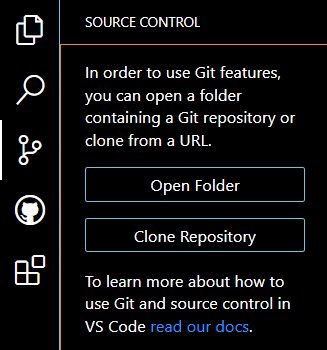 SOURCE CONTROL
In order to use Git features,
you can open a folder
containing a Git repository or
clone from a URL.
Open Folder
Clone Repository
To learn more about how to
use Git and source control in
VS Code read our docs.